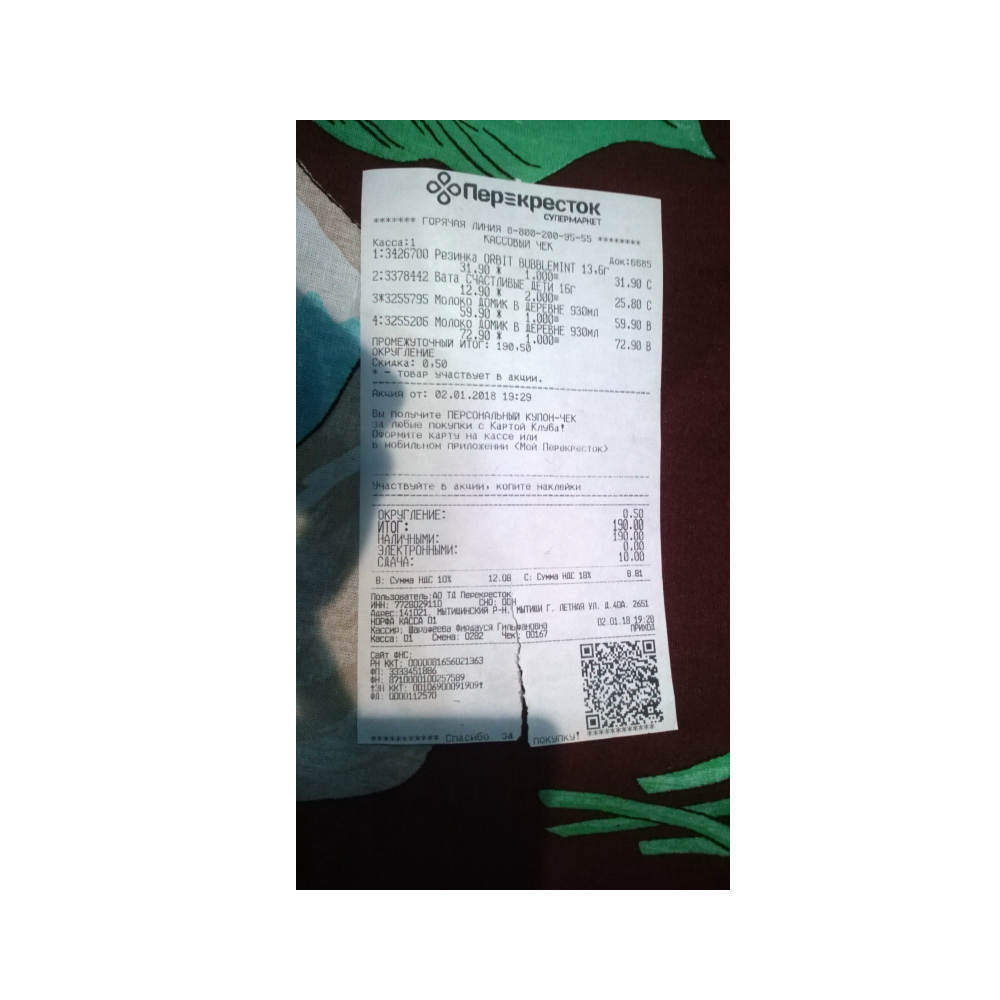 Перекресток
СУПЕРМАРКЕТ
******* ГОРЯЧАЯ ЛИНИЯ 8-800-200-95-55 ********
КАССОВЫЙ ЧЕК
Касса:1 Док:6685
1:3426700 Резинка ORBIT BUBBLEMINT 13,6г
31.90 * 1.000= 31.90 С
2:3378442 Вата СЧАСТЛИВЫЕ ДЕТИ 16г
12.90 * 2.000= 25.80 С
3*3255795 Молоко ДОМИК В ДЕРЕВНЕ 930мл
59.90 * 1.000= 59.90 В
4:3255206 Молоко ДОМИК В ДЕРЕВНЕ 930мл
72.90 * 1.000= 72.90 В
ПРОМЕЖУТОЧНЫЙ ИТОГ: 190,50
ОКРУГЛЕНИЕ
Скидка: 0,50
* - товар участвует в акции.
Акция от: 02.01.2018 19:29
Вы получите ПЕРСОНАЛЬНЫЙ КУПОН-ЧЕК
за любые покупки с Картой Клуба!
Оформите карту на кассе или
в мобильном приложении <Мой Перекресток>
Участвуйте в акции, копите наклейки
ОКРУГЛЕНИЕ: 0.50
ИТОГ: 190.00
НАЛИЧНЫМИ: 190.00
ЭЛЕКТРОННЫМИ: 0.00
СДАЧА: 10.00
В: Сумма НДС 10% 12.08 С: Сумма НДС 18% 8.81
Пользователь:АО ТД Перекресток
ИНН: 7728029110 СНО: ОСН
Адрес:141021, МЫТИЩИНСКИЙ Р-Н, МЫТИЩИ Г. ЛЕТНАЯ УЛ. Д.40А. 2651
НОРФА КАССА 01 02.01.18 19:28
Кассир: Шарафеева Фирдауся Гильфановна ПРИХОД
Касса: 01 Смена: 0282 Чек: 00167
Сайт ФНС:
РН ККТ: 0000081656021363
ФП: 3333451886
ФН: 8710000100257589
ЗН ККТ: 001069000919091
ФД: 0000112570
*********** Спасибо за покупку! ************